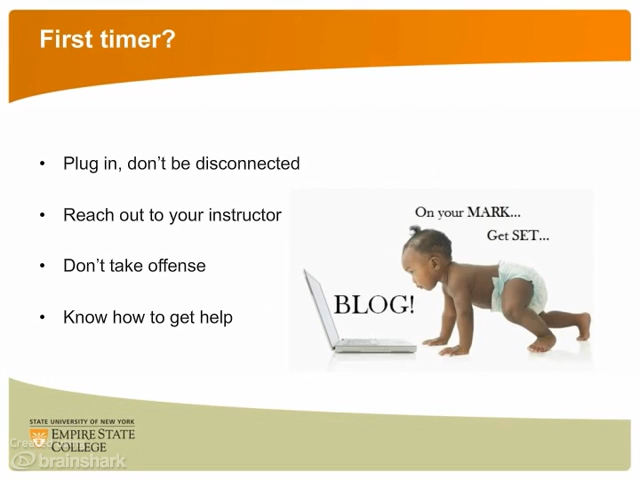 First timer?
• Plug in, don't be disconnected
• Reach out to your instructor
• Don't take offense
• Know how to get help
On your MARK...
Get SET...
BLOG!
STATE UNIVERSITY OF NEW YORK
EMPIRE STATE
COLLEGE
brainshark